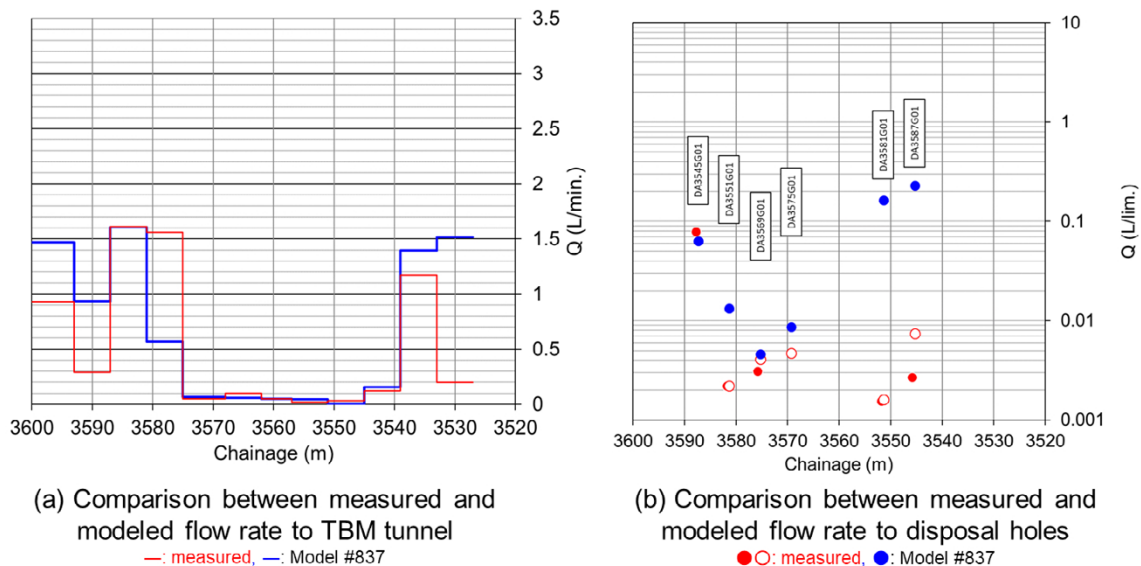 3.5
3
2.5
2
1.5
1
0.5
0
Q (L/min.)
3600 3590 3580 3570 3560 3550 3540 3530 3520
Chainage (m)
(a) Comparison between measured and
modeled flow rate to TBM tunnel
—: measured, —: Model #837
10
1
0.1
0.01
0.001
Q (L/lim.)
DA3545G01
DA3551G01
DA3569G01
DA3575G01
DA3581G01
DA3587G01
3600 3590 3580 3570 3550 3540 3530 3520
Chainage (m)
(b) Comparison between measured and
modeled flow rate to disposal holes
: measured, : Model #837